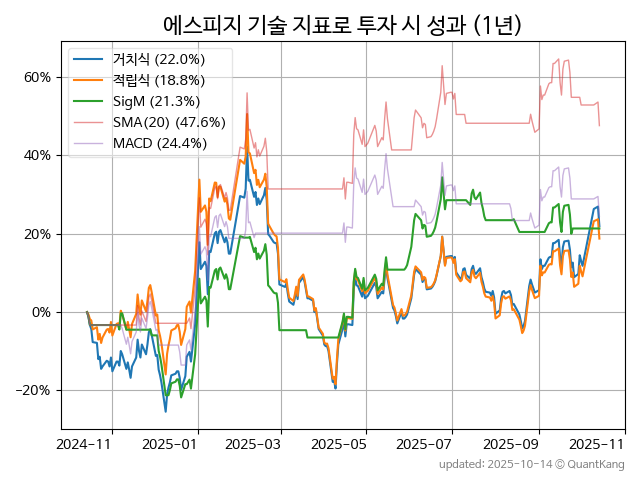 에스피지 기술 지표로 투자 시 성과 (1년)
거치식 (22.0%)
적립식 (18.8%)
SigM (21.3%)
SMA(20) (47.6%)
MACD (24.4%)
60%
40%
20%
0%
−20%
2024-11 2025-01 2025-03 2025-05 2025-07 2025-09 2025-11
updated: 2025-10-14 © QuantKang